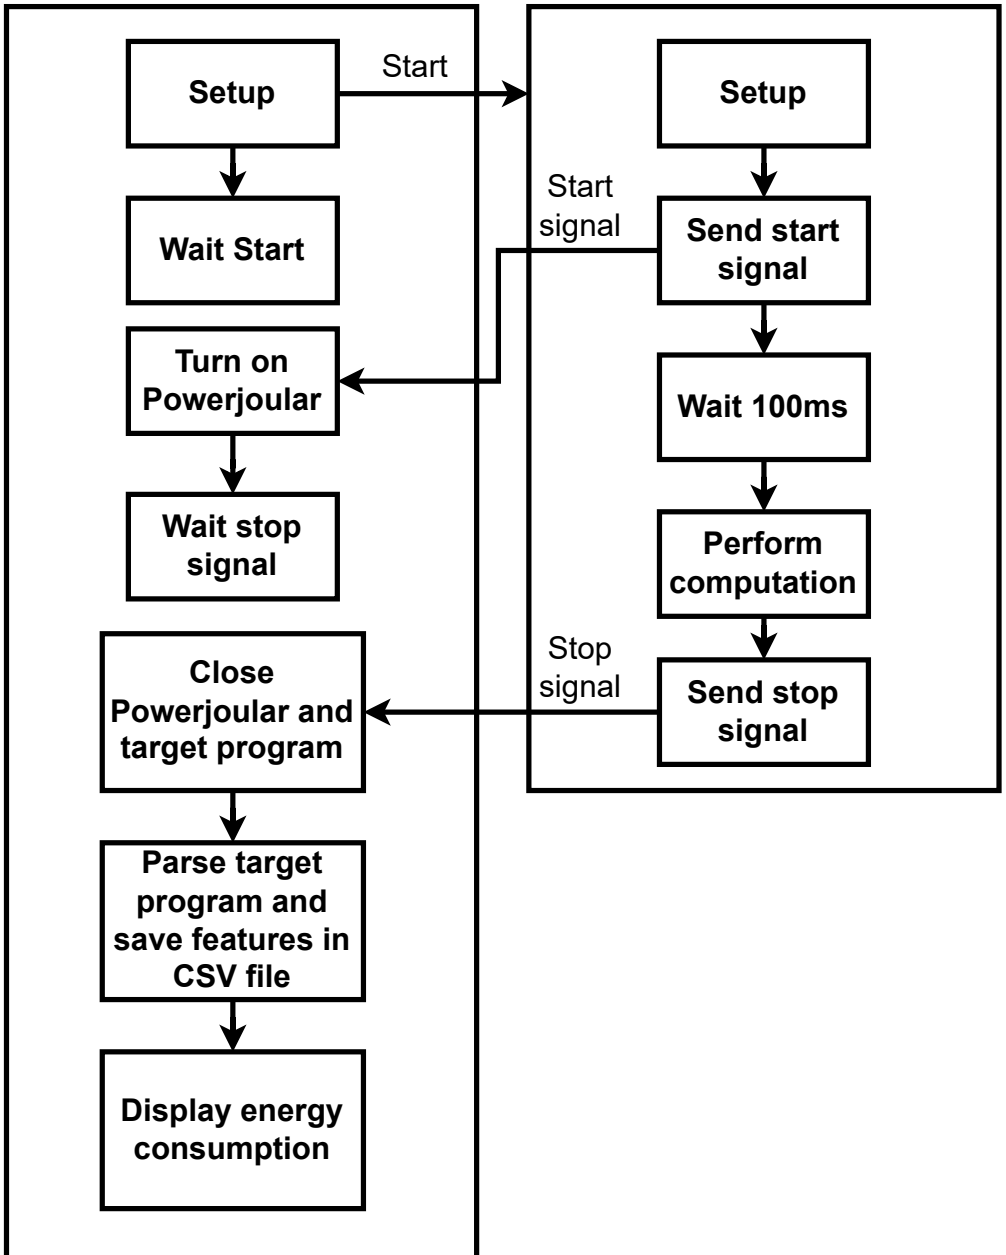 Setup
Start
Setup
Wait Start
Start
signal
Send start
signal
Turn on
Powerjoular
Wait 100ms
Wait stop
signal
Perform
computation
Close
Powerjoular and
target program
Stop
signal
Send stop
signal
Parse target
program and
save features in
CSV file
Display energy
consumption